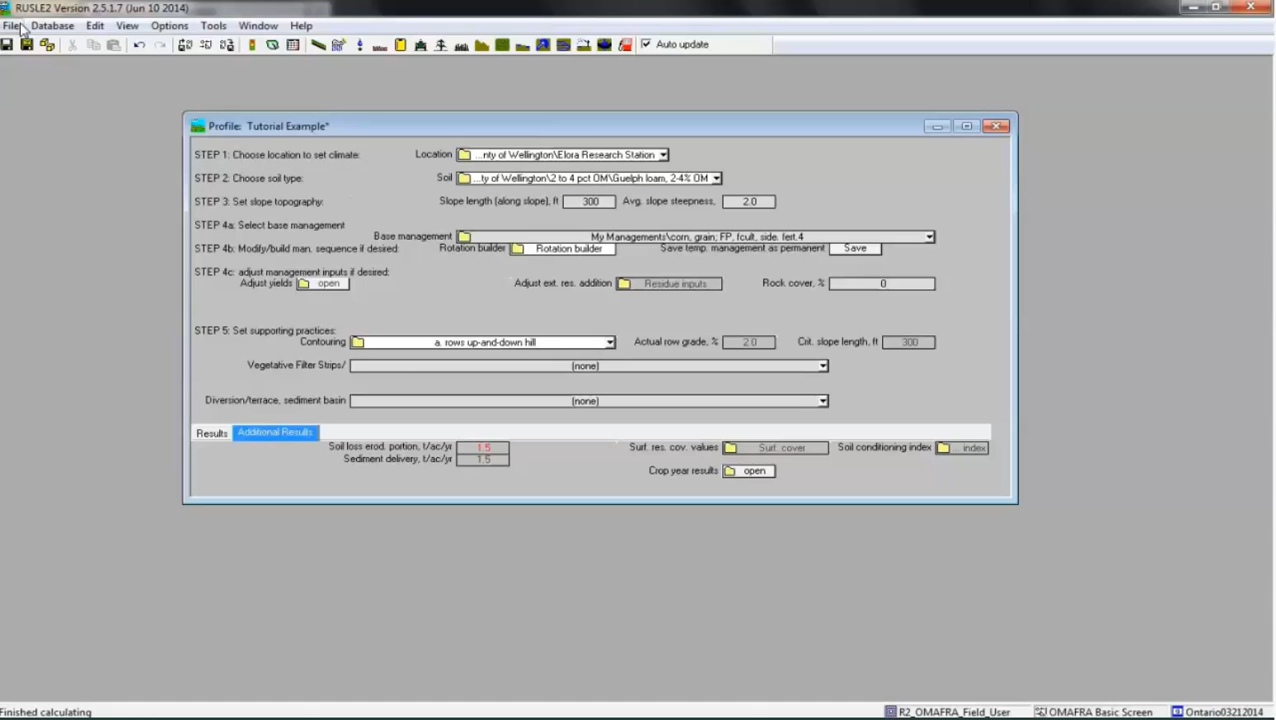 RUSLE2 Version 2.5.1.7 (Jun 10 2014)
File Database Edit View Options Tools Window Help
Auto update
Profile: Tutorial Example*
STEP 1: Choose location to set climate: Location ...nty of Wellington\Elora Research Station
STEP 2: Choose soil type: Soil ...ty of Wellington\2 to 4 pct OM\Guelph loam, 2-4% OM
STEP 3: Set slope topography: Slope length (along slope), ft 300 Avg. slope steepness, 2.0
STEP 4a: Select base management
Base management My Managements\corn, grain; FP, fcult, side. fert.4
STEP 4b: Modify/build man. sequence if desired: Rotation builder Rotation builder Save temp. management as permanent Save
STEP 4c: adjust management inputs if desired:
Adjust yields open Adjust ext. res. addition Residue inputs Rock cover, % 0
STEP 5: Set supporting practices:
Contouring a. rows up-and-down hill Actual row grade, % 2.0 Crit. slope length, ft 300
Vegetative Filter Strips/ (none)
Diversion/terrace, sediment basin (none)
Results Additional Results
Soil loss erod. portion, t/ac/yr 1.5 Surf. res. cov. values Surf. cover Soil conditioning index index
Sediment delivery, t/ac/yr 1.5
Crop year results open
Finished calculating R2_OMAFRA_Field_User OMAFRA Basic Screen Ontario03212014